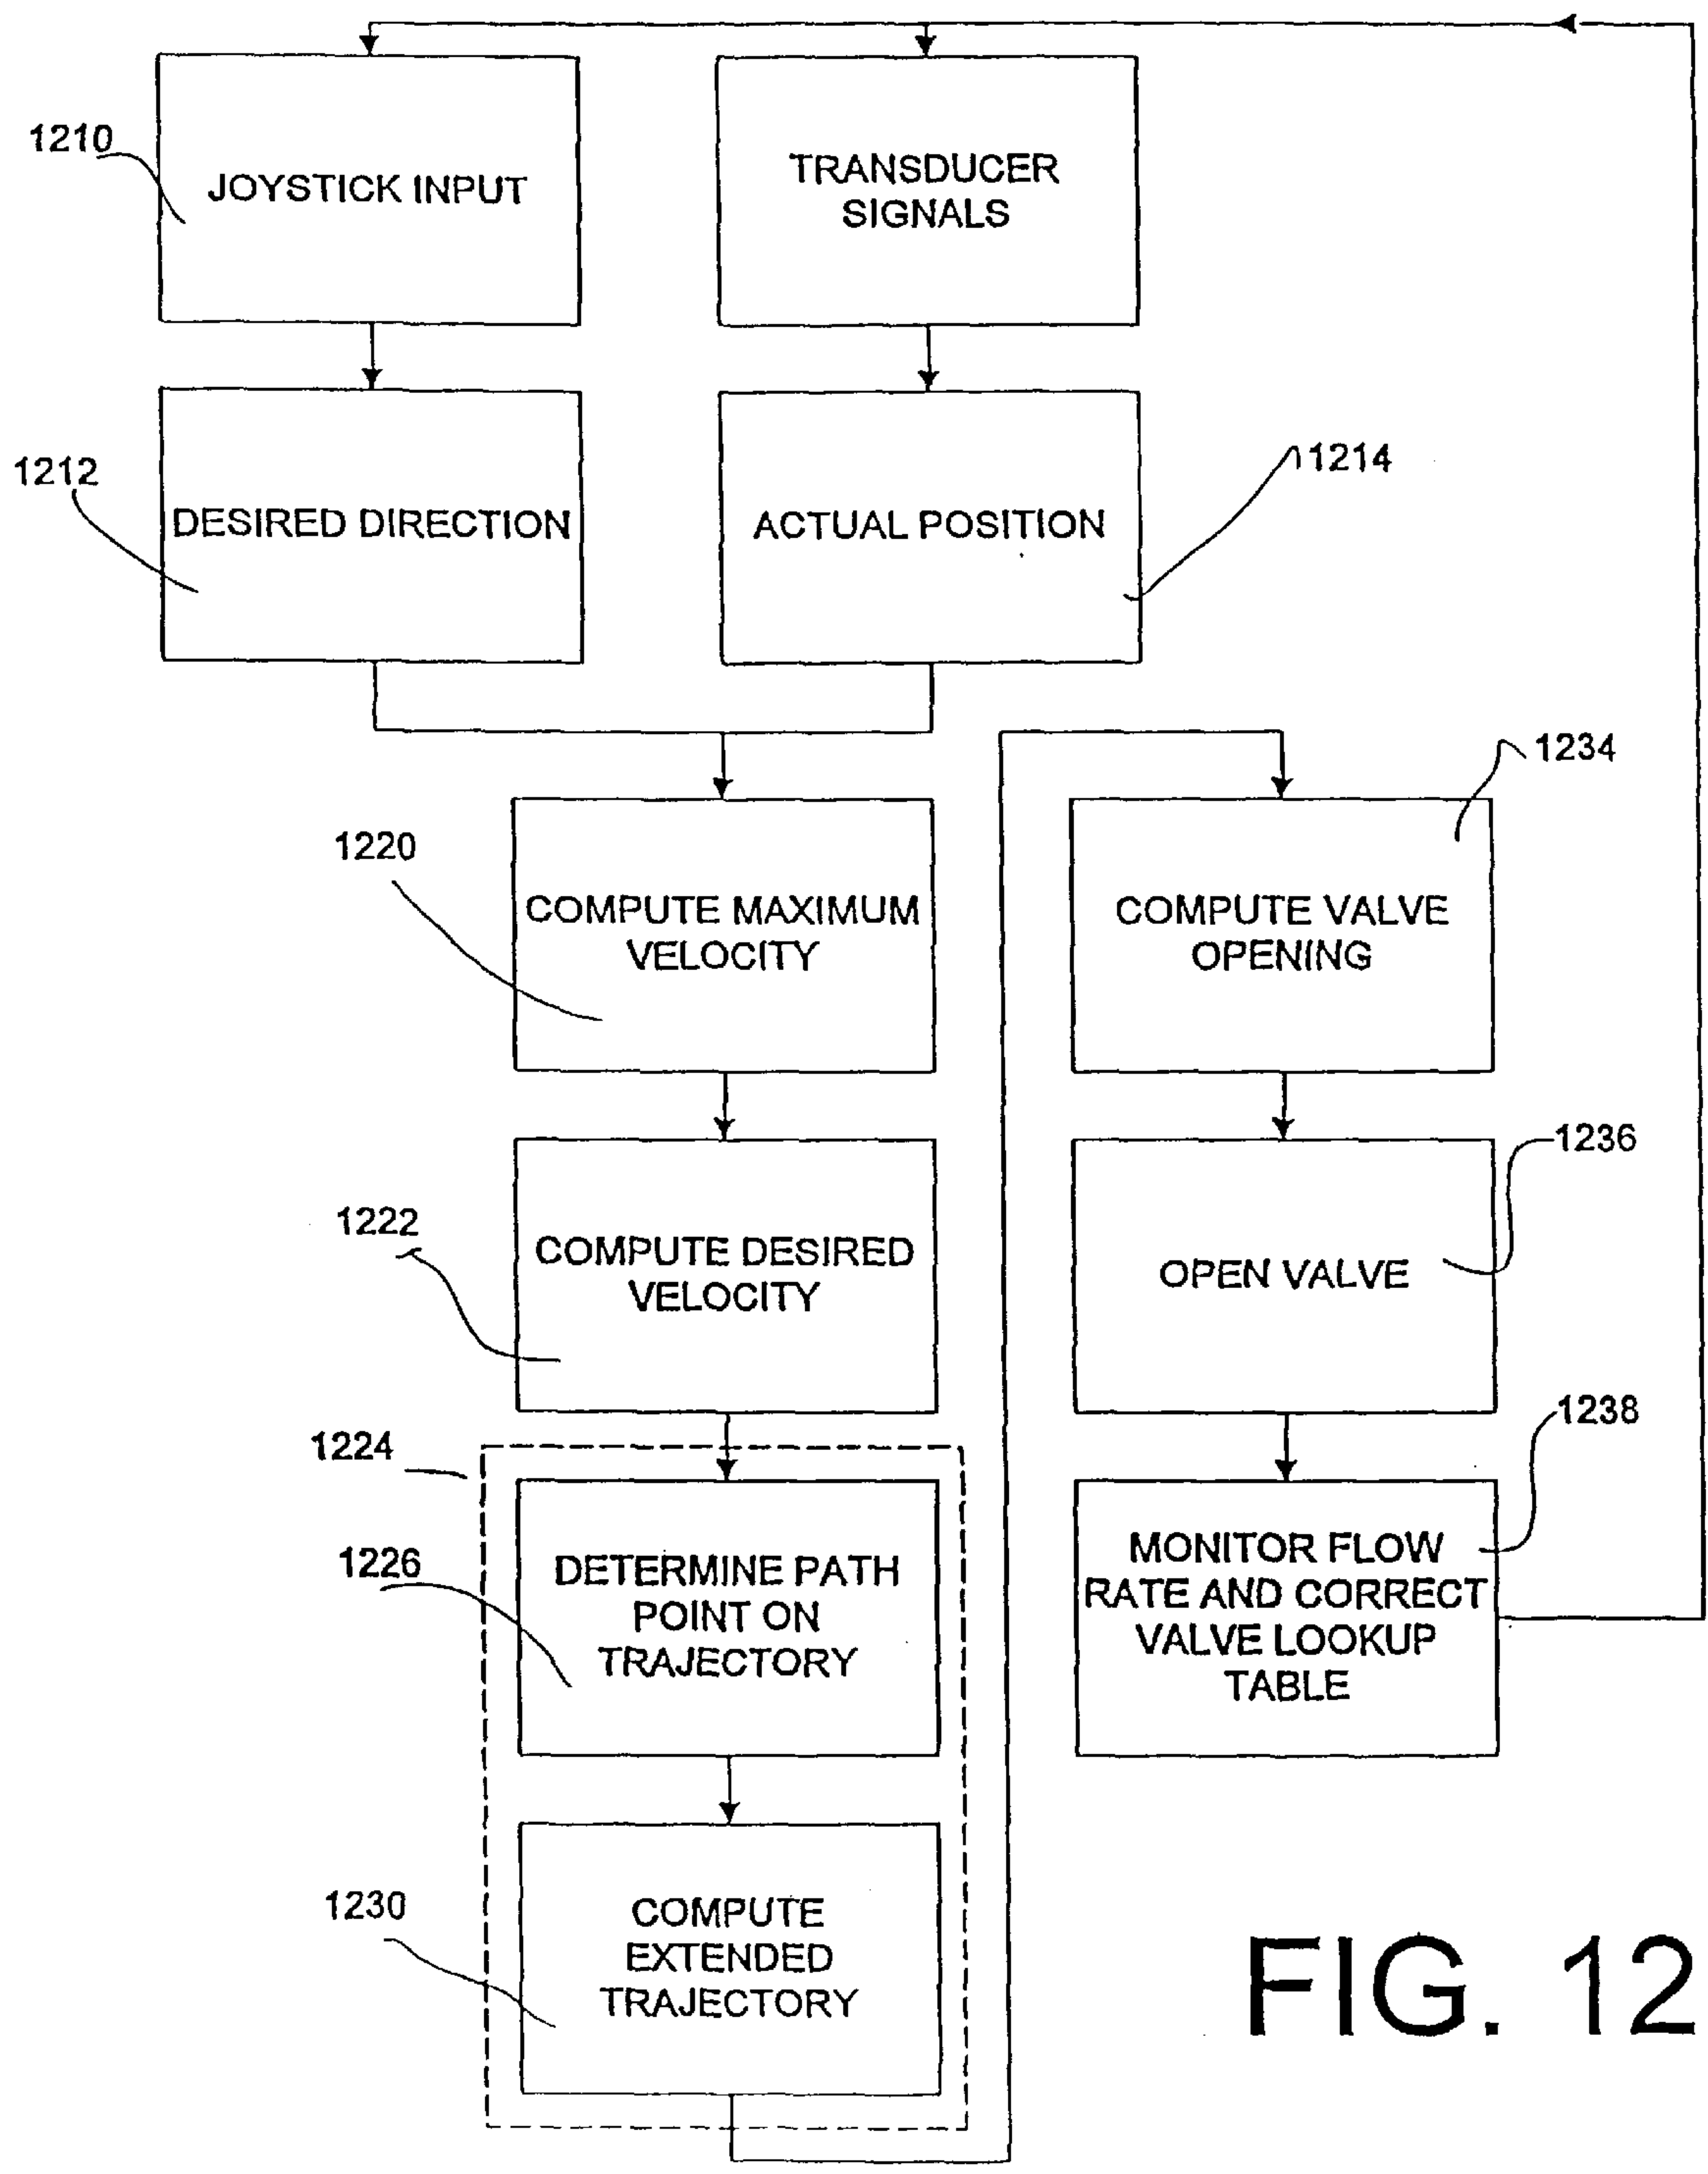 1210
JOYSTICK INPUT
TRANSDUCER
SIGNALS
1212
DESIRED DIRECTION
ACTUAL POSITION
1214
1220
COMPUTE MAXIMUM
VELOCITY
1234
COMPUTE VALVE
OPENING
1222
COMPUTE DESIRED
VELOCITY
1236
OPEN VALVE
1224
1226
DETERMINE PATH
POINT ON
TRAJECTORY
1238
MONITOR FLOW
RATE AND CORRECT
VALVE LOOKUP
TABLE
1230
COMPUTE
EXTENDED
TRAJECTORY
FIG. 12